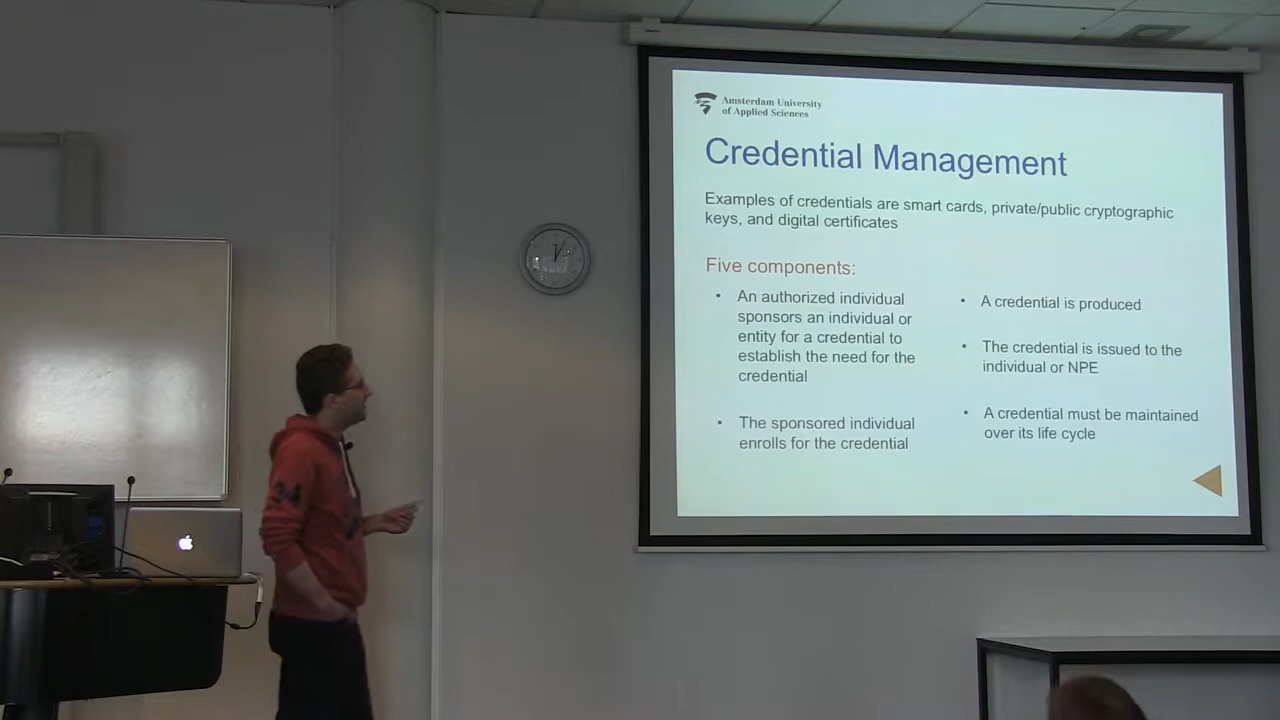 Amsterdam University
of Applied Sciences
Credential Management
Examples of credentials are smart cards, private/public cryptographic
keys, and digital certificates
Five components:
• An authorized individual
sponsors an individual or
entity for a credential to
establish the need for the
credential
• The sponsored individual
enrolls for the credential
• A credential is produced
• The credential is issued to the
individual or NPE
• A credential must be maintained
over its life cycle
34